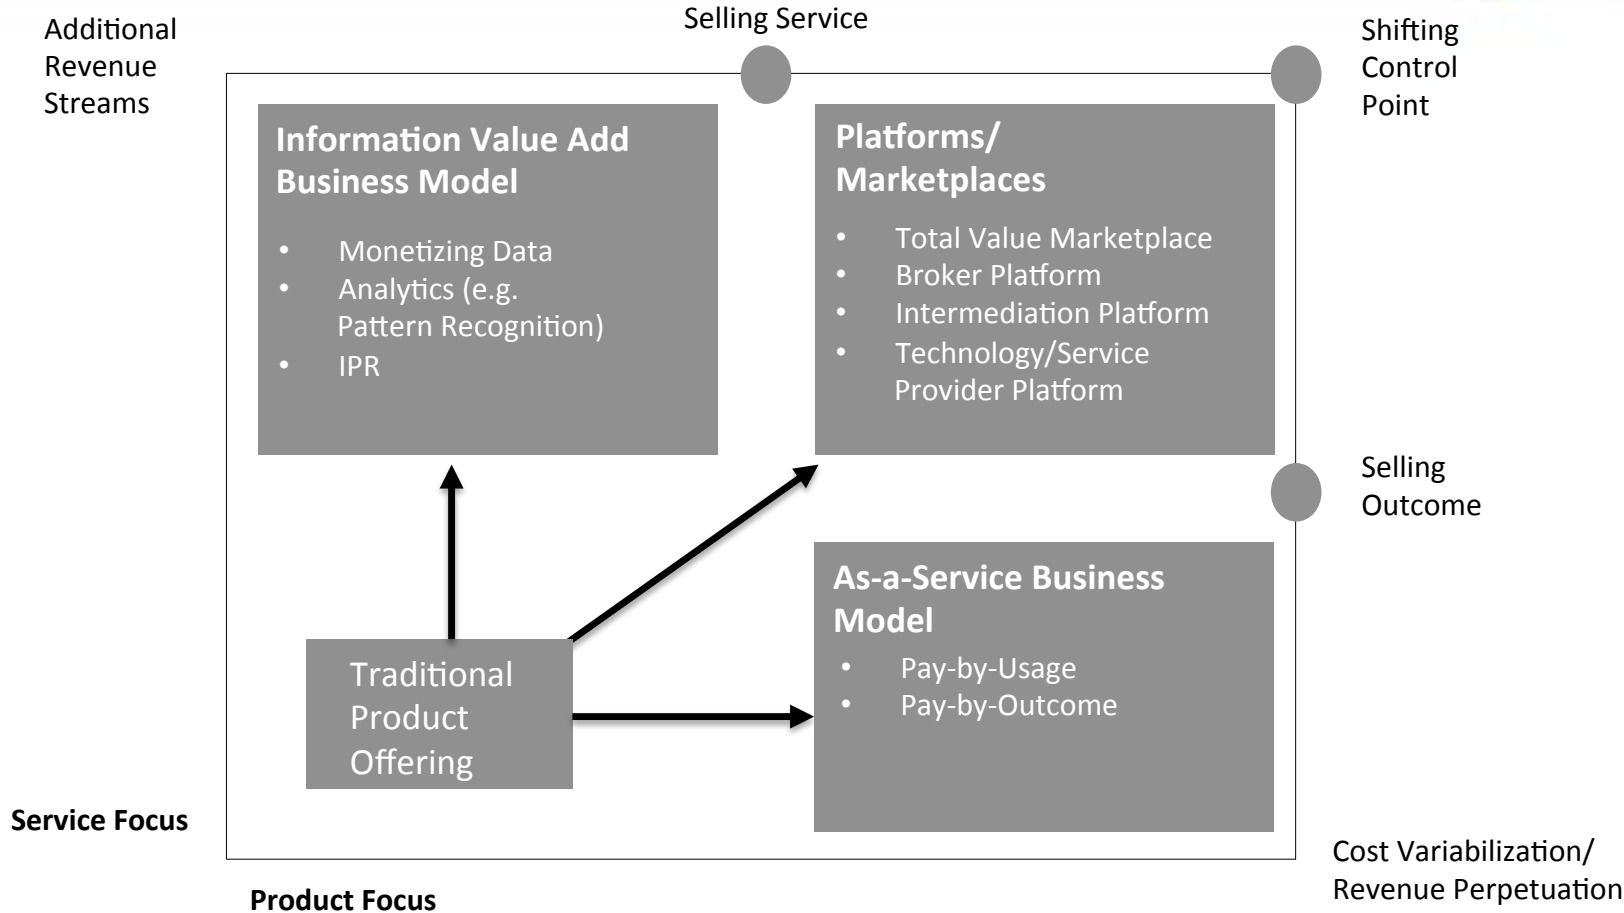 Additional
Revenue
Streams
Selling Service
Shifting
Control
Point
Information Value Add
Business Model
• Monetizing Data
• Analytics (e.g.
Pattern Recognition)
• IPR
Platforms/
Marketplaces
• Total Value Marketplace
• Broker Platform
• Intermediation Platform
• Technology/Service
Provider Platform
Selling
Outcome
Traditional
Product
Offering
As-a-Service Business
Model
• Pay-by-Usage
• Pay-by-Outcome
Service Focus
Product Focus
Cost Variabilization/
Revenue Perpetuation